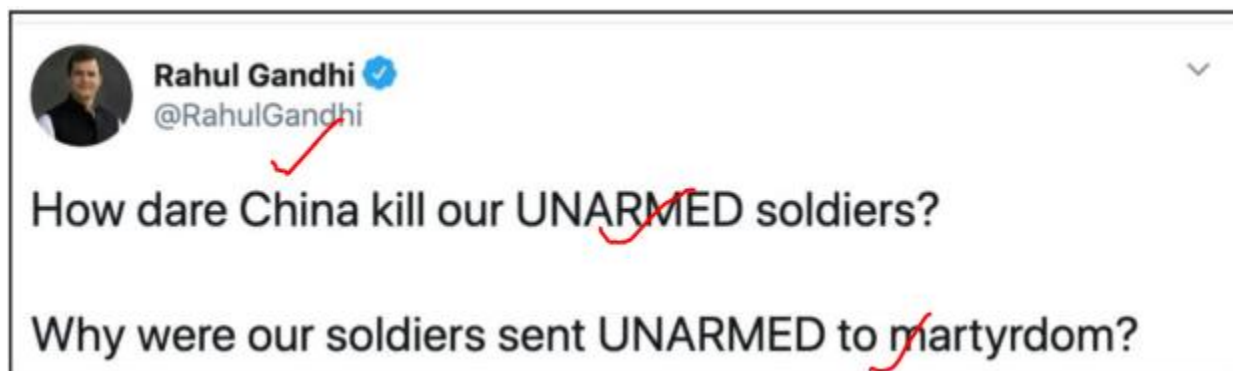 Rahul Gandhi
@RahulGandhi
How dare China kill our UNARMED soldiers?
Why were our soldiers sent UNARMED to martyrdom?